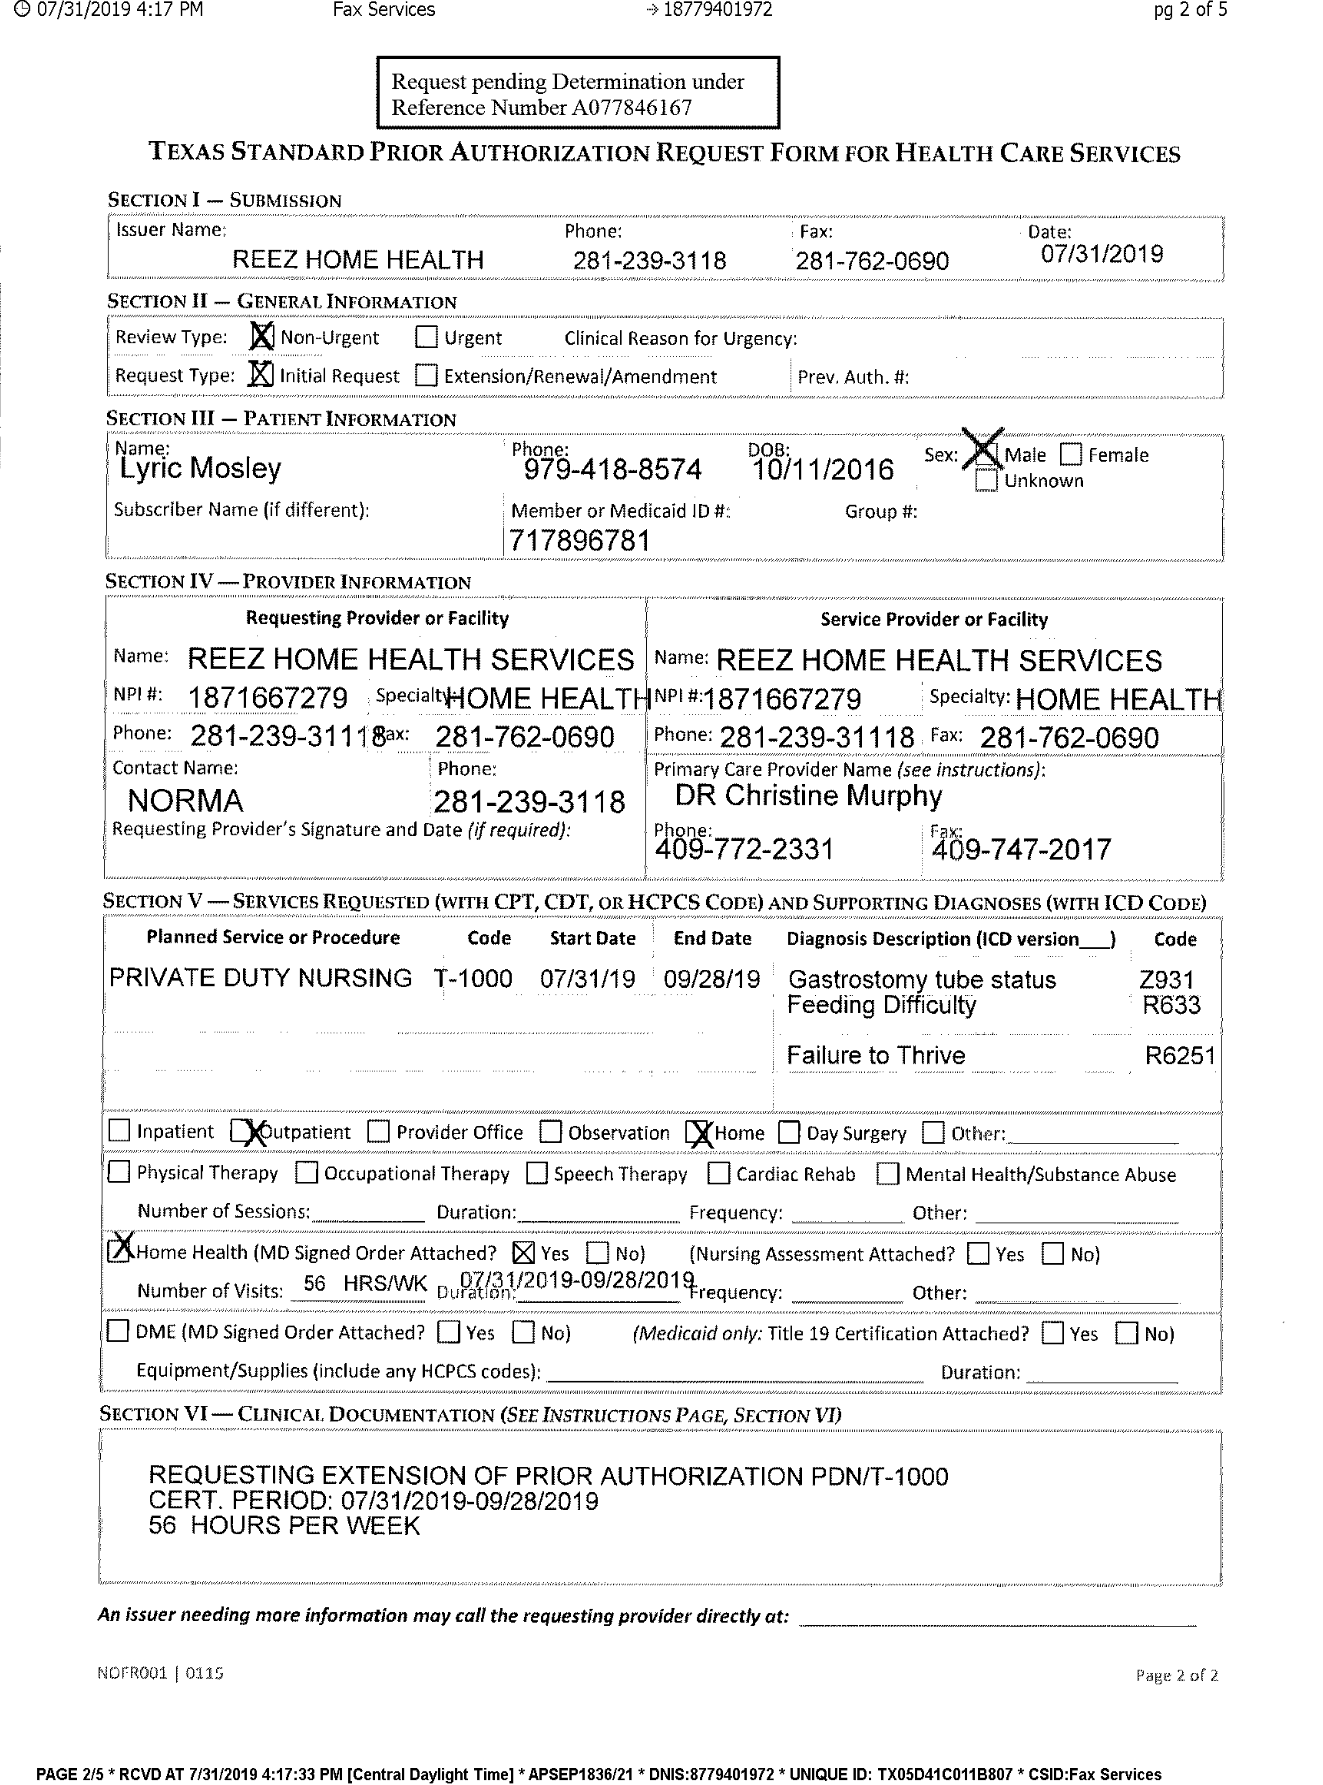 07/31/2019 4:17 PM Fax Services → 18779401972 pg 2 of 5
Request pending Determination under
Reference Number A077846167
TEXAS STANDARD PRIOR AUTHORIZATION REQUEST FORM FOR HEALTH CARE SERVICES
SECTION I — SUBMISSION
Issuer Name: Phone: Fax: Date:
REEZ HOME HEALTH 281-239-3118 281-762-0690 07/31/2019
SECTION II — GENERAL INFORMATION
Review Type: X Non-Urgent Urgent Clinical Reason for Urgency:
Request Type: X Initial Request Extension/Renewal/Amendment Prev. Auth. #:
SECTION III — PATIENT INFORMATION
Name: Phone: DOB: Sex: X Male Female
Lyric Mosley 979-418-8574 10/11/2016
Unknown
Subscriber Name (if different): Member or Medicaid ID #: Group #:
717896781
SECTION IV — PROVIDER INFORMATION
Requesting Provider or Facility Service Provider or Facility
Name: REEZ HOME HEALTH SERVICES Name: REEZ HOME HEALTH SERVICES
NPI #: 1871667279 Specialty HOME HEALTH NPI #: 1871667279 Specialty: HOME HEALTH
Phone: 281-239-31118 Fax: 281-762-0690 Phone: 281-239-31118 Fax: 281-762-0690
Contact Name: Phone: Primary Care Provider Name (see instructions):
NORMA 281-239-3118 DR Christine Murphy
Requesting Provider's Signature and Date (if required): Phone: Fax:
409-772-2331 409-747-2017
SECTION V — SERVICES REQUESTED (WITH CPT, CDT, OR HCPCS CODE) AND SUPPORTING DIAGNOSES (WITH ICD CODE)
Planned Service or Procedure Code Start Date End Date Diagnosis Description (ICD version___) Code
PRIVATE DUTY NURSING T-1000 07/31/19 09/28/19 Gastrostomy tube status Z931
Feeding Difficulty R633
Failure to Thrive R6251
Inpatient X Outpatient Provider Office Observation X Home Day Surgery Other:
Physical Therapy Occupational Therapy Speech Therapy Cardiac Rehab Mental Health/Substance Abuse
Number of Sessions: Duration: Frequency: Other:
X Home Health (MD Signed Order Attached? X Yes No) (Nursing Assessment Attached? Yes No)
Number of Visits: 56 HRS/WK Duration: 07/31/2019-09/28/2019 Frequency: Other:
DME (MD Signed Order Attached? Yes No) (Medicaid only: Title 19 Certification Attached? Yes No)
Equipment/Supplies (include any HCPCS codes): Duration:
SECTION VI — CLINICAL DOCUMENTATION (SEE INSTRUCTIONS PAGE, SECTION VI)
REQUESTING EXTENSION OF PRIOR AUTHORIZATION PDN/T-1000
CERT. PERIOD: 07/31/2019-09/28/2019
56 HOURS PER WEEK
An issuer needing more information may call the requesting provider directly at:
NOFR001 | 0115 Page 2 of 2
PAGE 2/5 * RCVD AT 7/31/2019 4:17:33 PM [Central Daylight Time] * APSEP1836/21 * DNIS:8779401972 * UNIQUE ID: TX05D41C011B807 * CSID:Fax Services